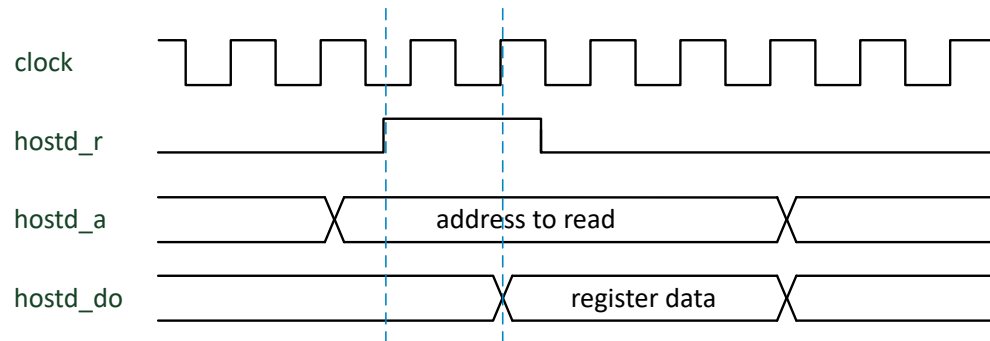 clock
hostd_r
hostd_a
address to read
hostd_do
register data